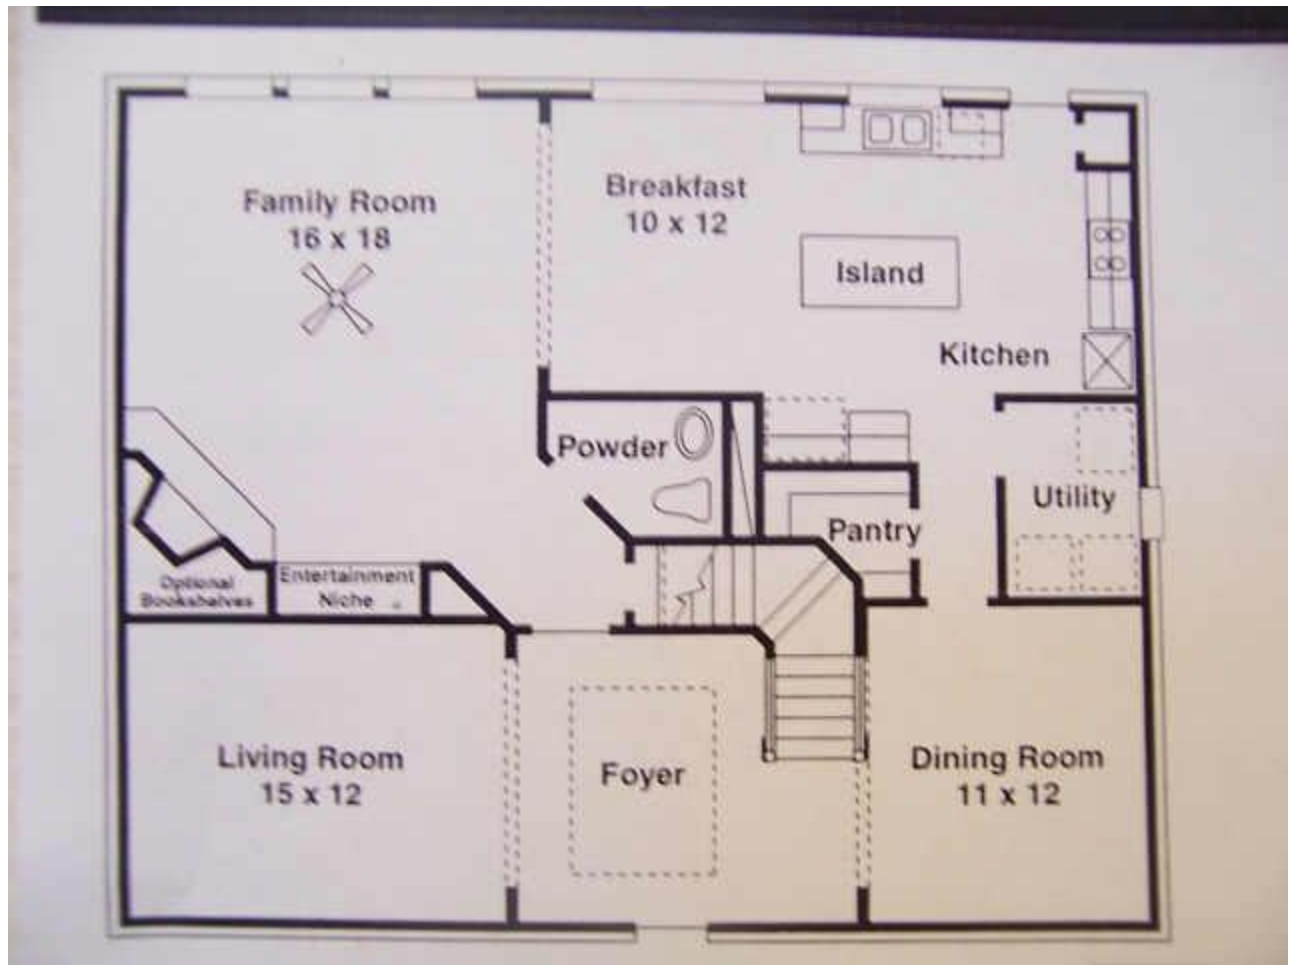 Family Room
16 x 18
Breakfast
10 x 12
Island
Kitchen
Powder
Utility
Pantry
Optional
Bookshelves
Entertainment
Niche
Living Room
15 x 12
Foyer
Dining Room
11 x 12